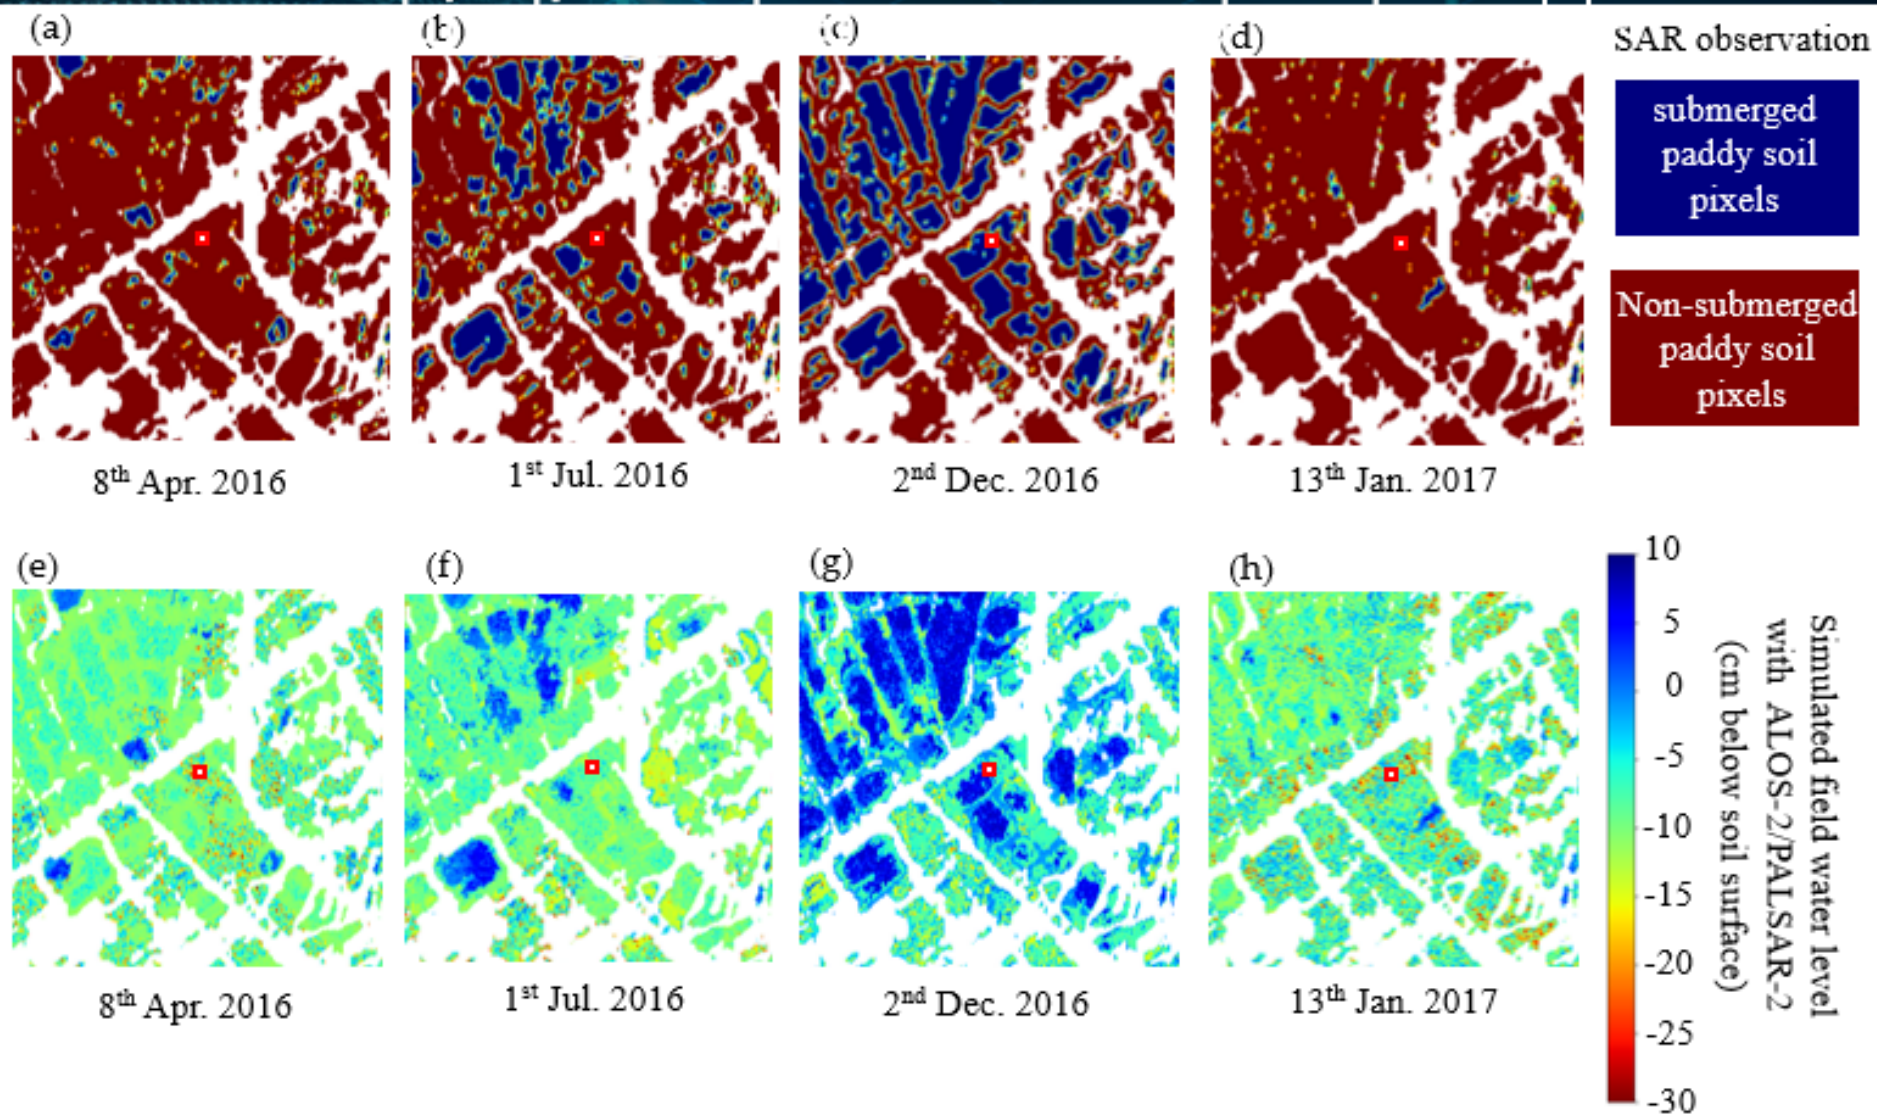 (a)
(b)
(c)
(d)
SAR observation
submerged
paddy soil
pixels
Non-submerged
paddy soil
pixels
8th Apr. 2016
1st Jul. 2016
2nd Dec. 2016
13th Jan. 2017
(e)
(f)
(g)
(h)
10
5
0
-5
-10
-15
-20
-25
-30
Simulated field water level
with ALOS-2/PALSAR-2
(cm below soil surface)
8th Apr. 2016
1st Jul. 2016
2nd Dec. 2016
13th Jan. 2017